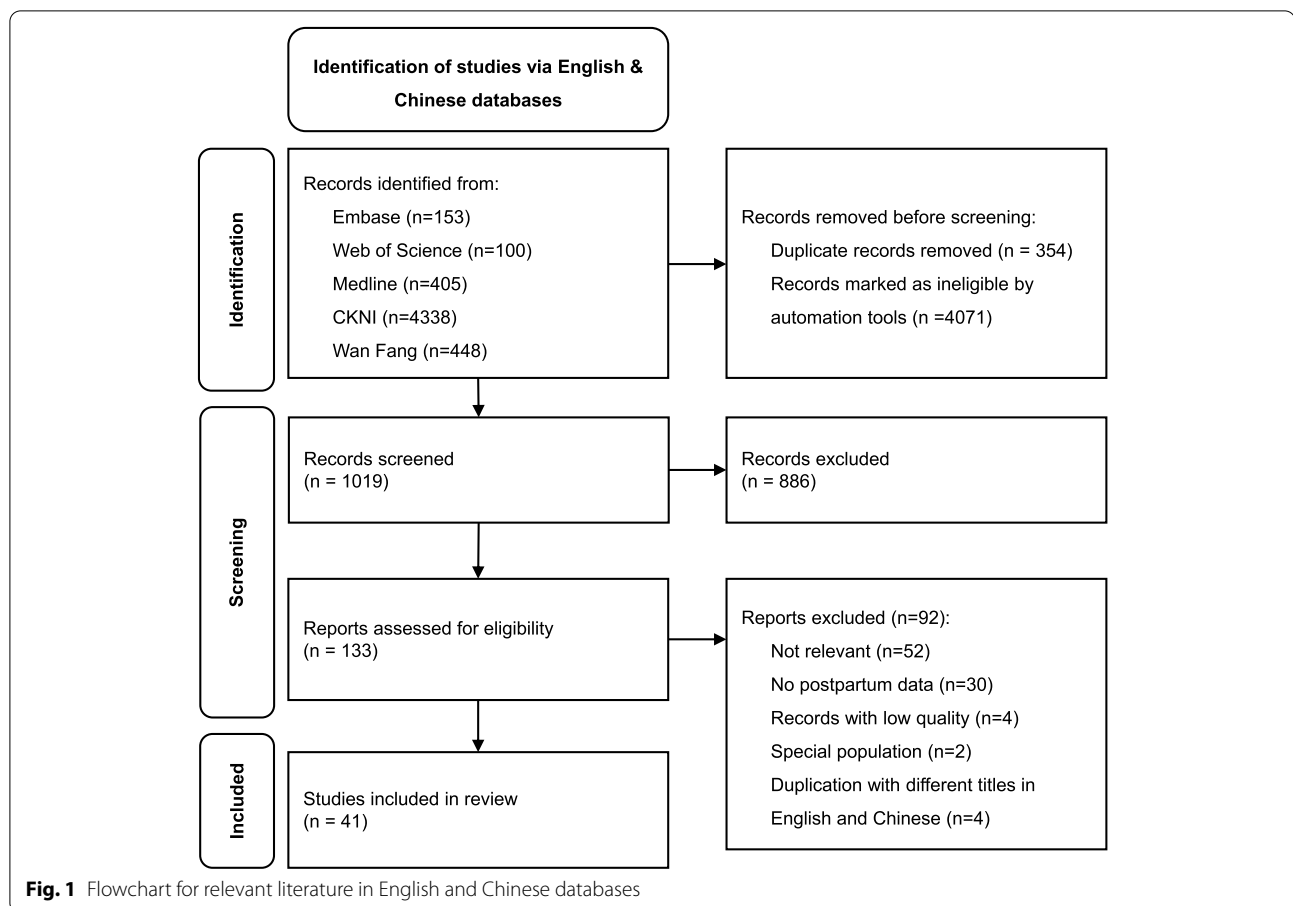 Identification of studies via English &
Chinese databases
Identification
Records identified from:
Embase (n=153)
Web of Science (n=100)
Medline (n=405)
CKNI (n=4338)
Wan Fang (n=448)
Records removed before screening:
Duplicate records removed (n = 354)
Records marked as ineligible by
automation tools (n =4071)
Screening
Records screened
(n = 1019)
Records excluded
(n = 886)
Reports assessed for eligibility
(n = 133)
Reports excluded (n=92):
Not relevant (n=52)
No postpartum data (n=30)
Records with low quality (n=4)
Special population (n=2)
Duplication with different titles in
English and Chinese (n=4)
Included
Studies included in review
(n = 41)
Fig. 1 Flowchart for relevant literature in English and Chinese databases